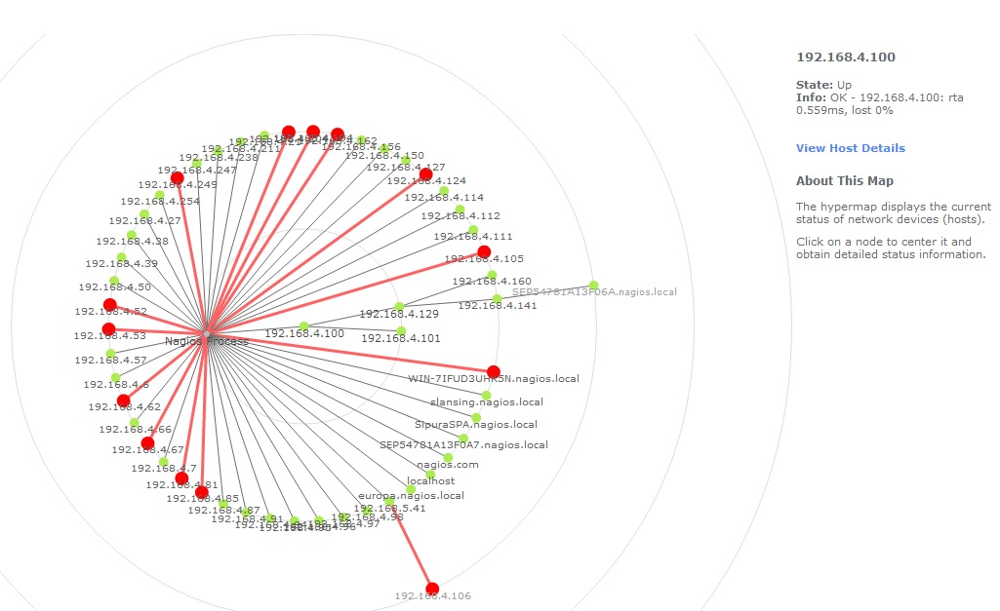 192.168.4.100
State: Up
Info: OK - 192.168.4.100: rta
0.559ms, lost 0%
View Host Details
About This Map
The hypermap displays the current
status of network devices (hosts).
Click on a node to center it and
obtain detailed status information.
192.168.4.156
192.168.4.211
192.168.4.150
192.168.4.238
192.168.4.127
192.168.4.247
192.168.4.124
192.168.4.249
192.168.4.114
192.168.4.254
192.168.4.112
192.168.4.27
192.168.4.111
192.168.4.38
192.168.4.105
192.168.4.39
192.168.4.160
192.168.4.50
SEP54781A13F06A.nagios.local
192.168.4.141
192.168.4.52
192.168.4.129
192.168.4.100
192.168.4.53
192.168.4.101
Nagios Process
192.168.4.57
WIN-7IFUD3UHK5N.nagios.local
192.168.4.6
slansing.nagios.local
192.168.4.62
SipuraSPA.nagios.local
192.168.4.66
SEP54781A13F0A7.nagios.local
192.168.4.67
nagios.com
192.168.4.7
localhost
192.168.4.81
europa.nagios.local
192.168.4.85
192.168.5.41
192.168.4.87
192.168.4.98
192.168.4.91
192.168.4.97
192.168.4.106